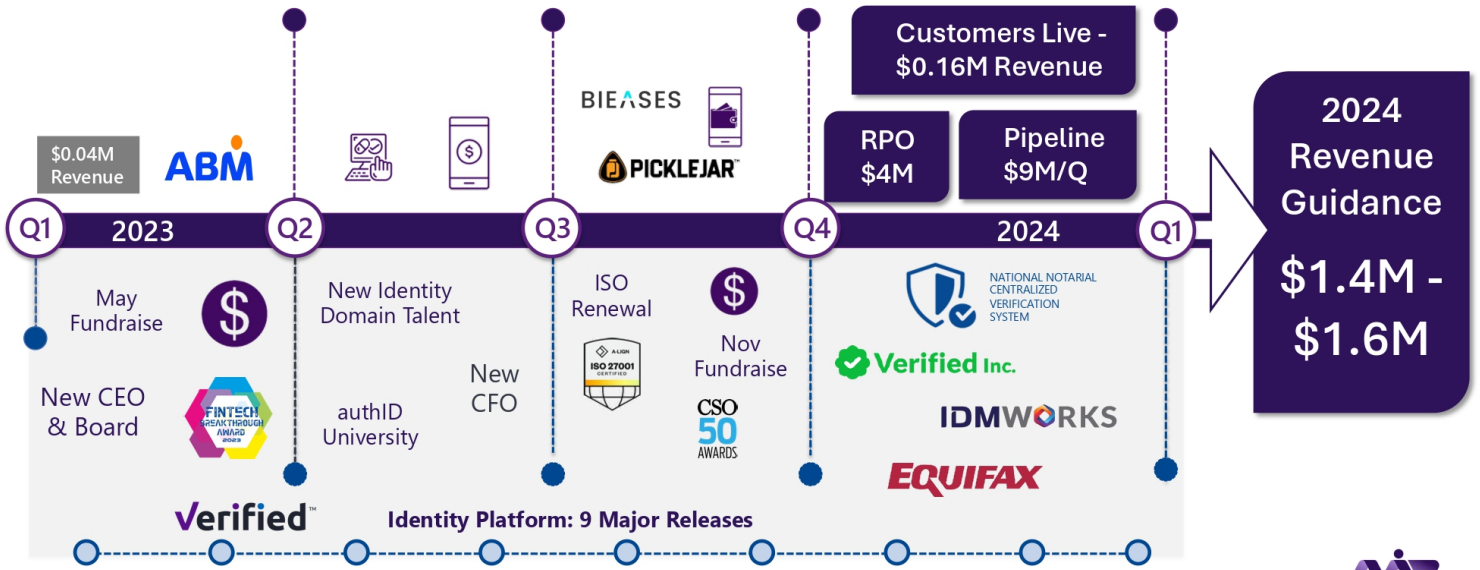 Customers Live -
$0.16M Revenue
RPO
$4M
Pipeline
$9M/Q
$0.04M
Revenue
ABM
BIEASES
PICKLEJAR™
Q1
2023
Q2
Q3
Q4
2024
Q1
2024
Revenue
Guidance
$1.4M -
$1.6M
May
Fundraise
$
New CEO
& Board
FINTECH
BREAKTHROUGH
AWARD
2023
Verified™
New Identity
Domain Talent
authID
University
New
CFO
ISO
Renewal
A-LIGN
ISO 27001
CERTIFIED
$
Nov
Fundraise
CSO
50
AWARDS
NATIONAL NOTARIAL
CENTRALIZED
VERIFICATION
SYSTEM
Verified Inc.
IDMWORKS
EQUIFAX
Identity Platform: 9 Major Releases